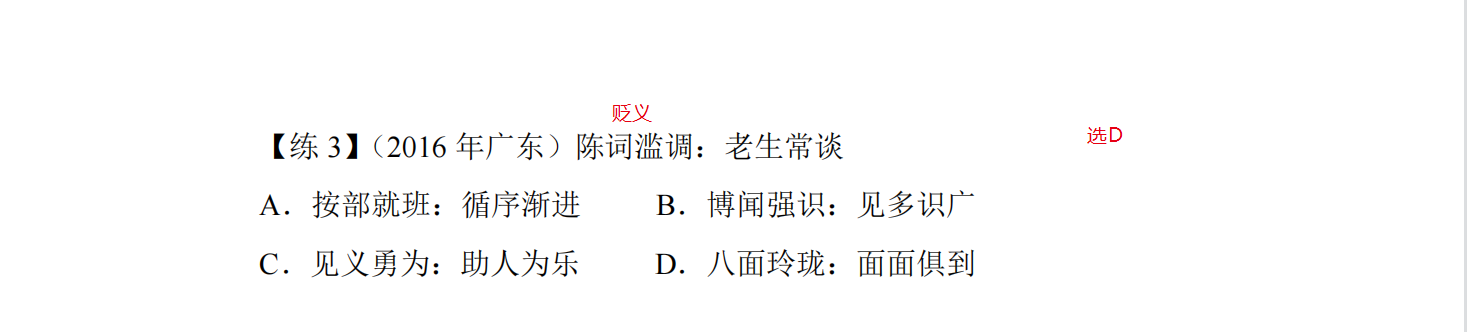 贬义
【练 3】（2016 年广东）陈词滥调：老生常谈
选D
A．按部就班：循序渐进 B．博闻强识：见多识广
C．见义勇为：助人为乐 D．八面玲珑：面面俱到